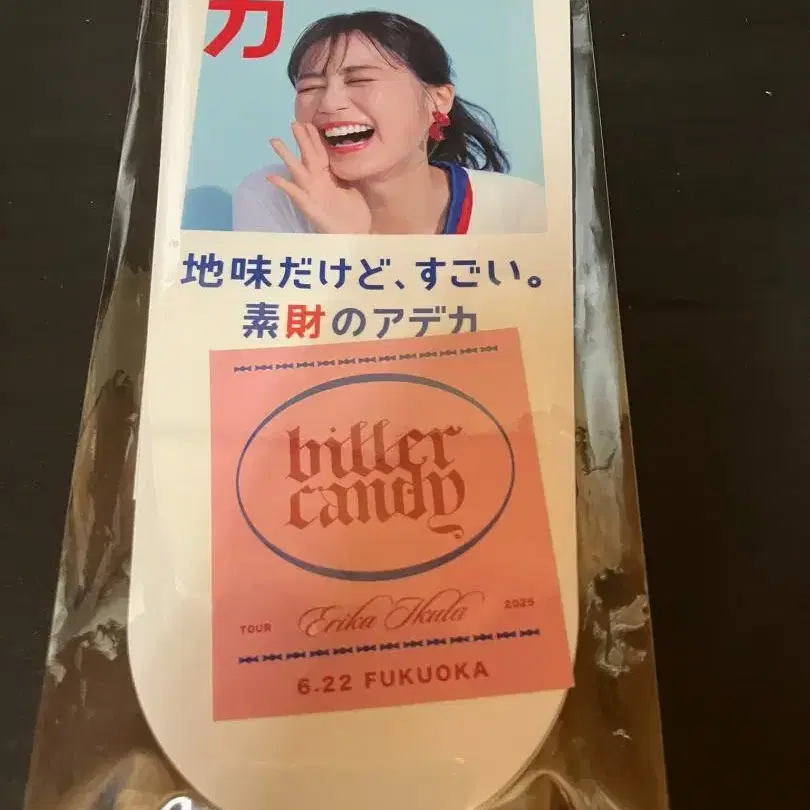 カ
地味だけど、すごい。
素財のアデカ
bitter
candy
TOUR Erika Ikuta 2025
6.22 FUKUOKA